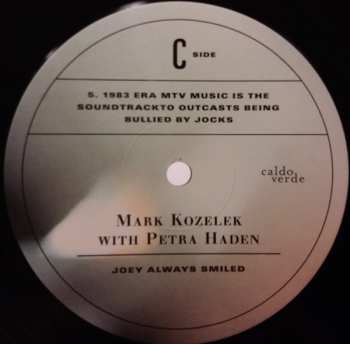 C SIDE
5. 1983 ERA MTV MUSIC IS THE
SOUNDTRACKTO OUTCASTS BEING
BULLIED BY JOCKS
caldo
verde
MARK KOZELEK
WITH PETRA HADEN
JOEY ALWAYS SMILED